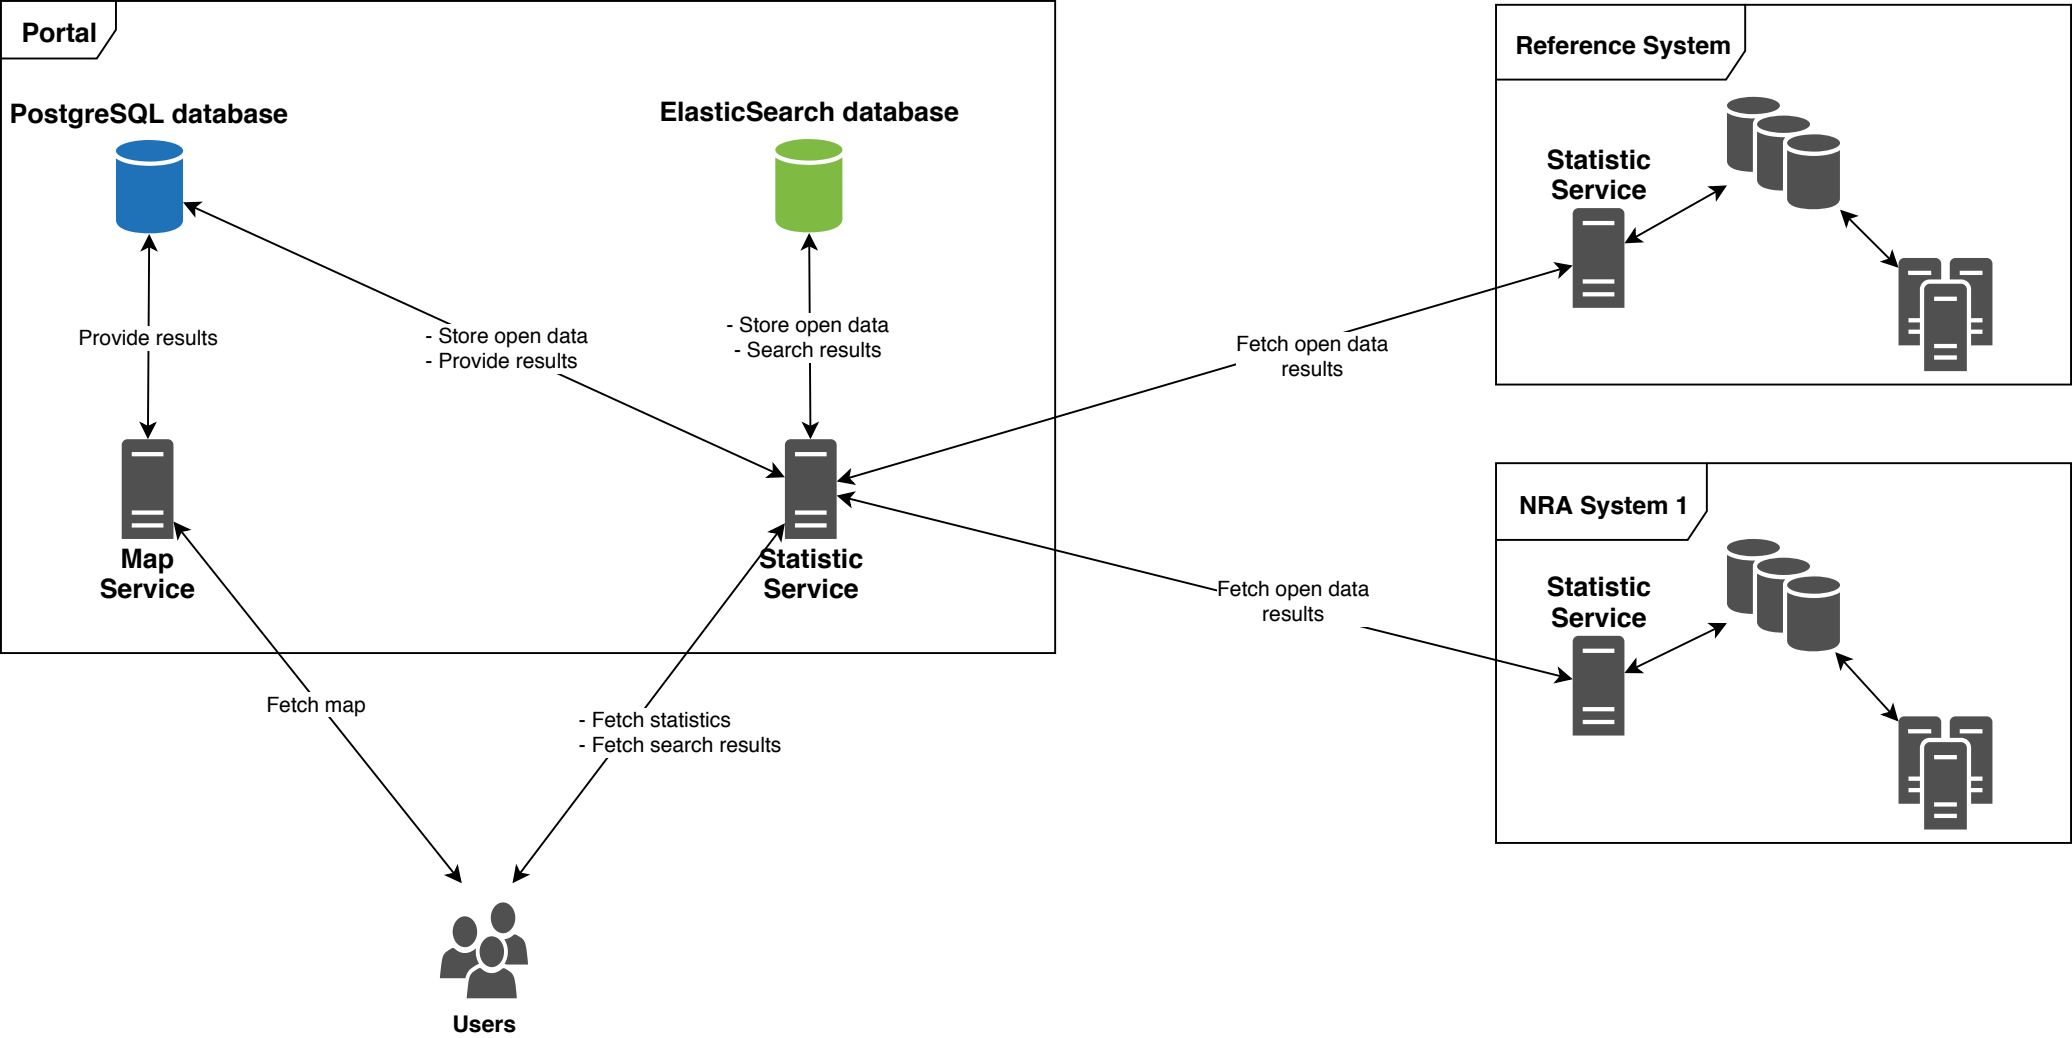 Portal
PostgreSQL database
ElasticSearch database
Provide results
- Store open data
- Provide results
- Store open data
- Search results
Map
Service
Statistic
Service
Fetch map
- Fetch statistics
- Fetch search results
Users
Fetch open data
results
Fetch open data
results
Reference System
Statistic
Service
NRA System 1
Statistic
Service